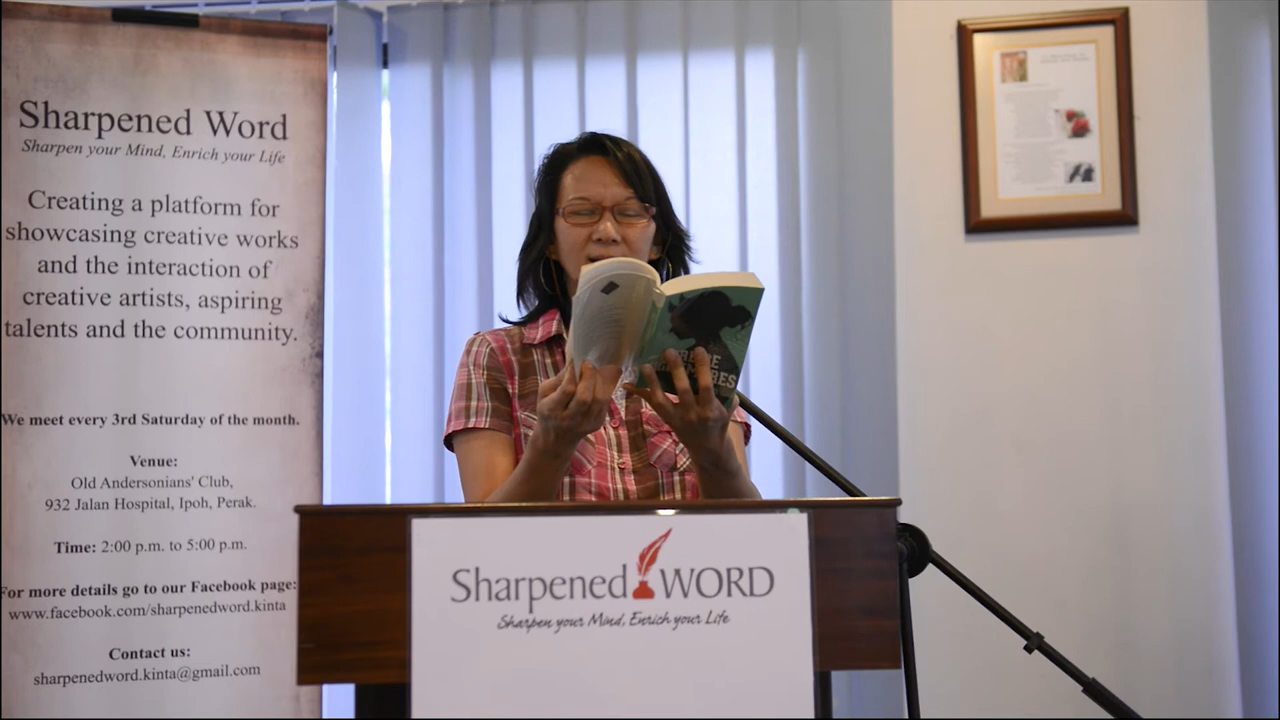 Sharpened Word
Sharpen your Mind, Enrich your Life
Creating a platform for
showcasing creative works
and the interaction of
creative artists, aspiring
talents and the community.
We meet every 3rd Saturday of the month.
Venue:
Old Andersonians' Club,
932 Jalan Hospital, Ipoh, Perak.
Time: 2:00 p.m. to 5:00 p.m.
For more details go to our Facebook page:
www.facebook.com/sharpenedword.kinta
Contact us:
sharpenedword.kinta@gmail.com
Sharpened WORD
Sharpen your Mind, Enrich your Life